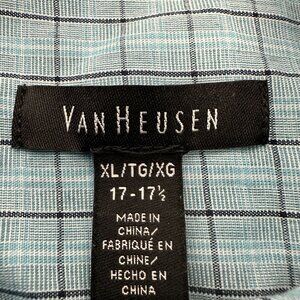 VAN HEUSEN
XL/TG/XG
17-17½
MADE IN
CHINA/
FABRIQUÉ EN
CHINE/
HECHO EN
CHINA